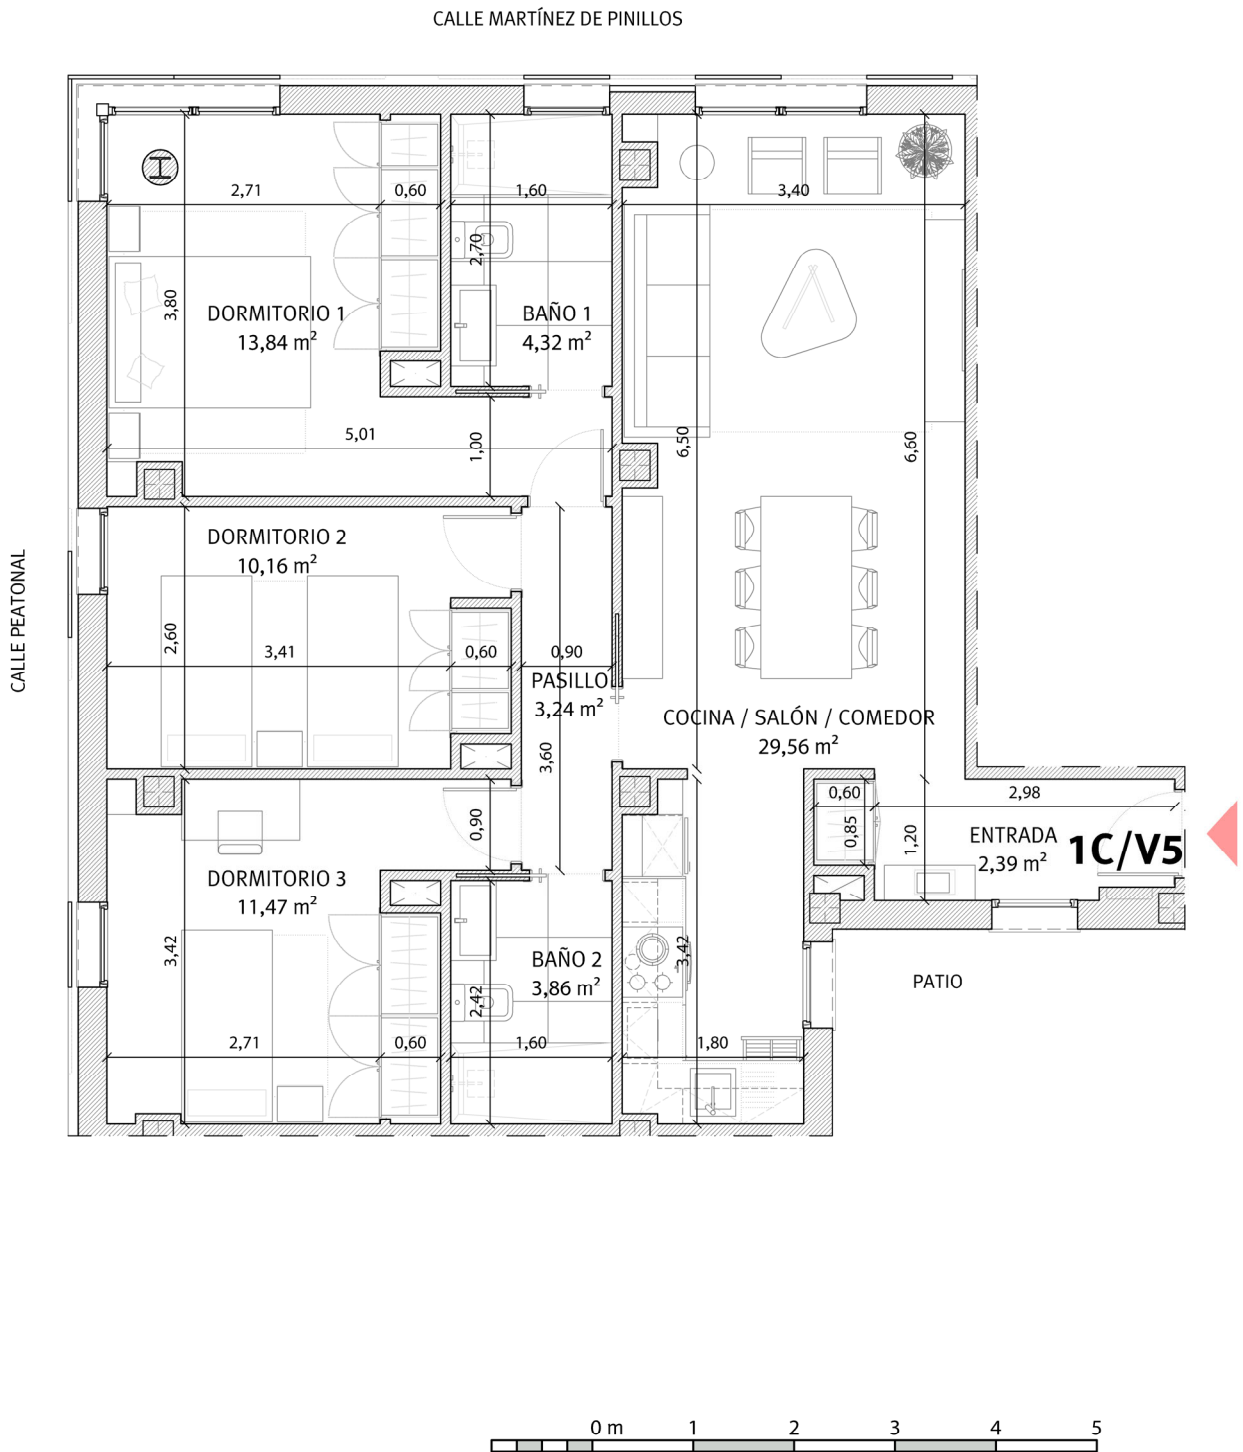 CALLE MARTÍNEZ DE PINILLOS
CALLE PEATONAL
2,71
0,60
1,60
3,40
3,80
2,70
DORMITORIO 1
13,84 m²
BAÑO 1
4,32 m²
5,01
1,00
6,50
6,60
DORMITORIO 2
10,16 m²
2,60
3,41
0,60
0,90
PASILLO
3,24 m²
3,60
COCINA / SALÓN / COMEDOR
29,56 m²
0,60
2,98
0,90
0,85
1,20
ENTRADA
2,39 m²
1C/V5
DORMITORIO 3
11,47 m²
3,42
BAÑO 2
3,86 m²
2,42
3,42
PATIO
2,71
0,60
1,60
1,80
0 m
1
2
3
4
5